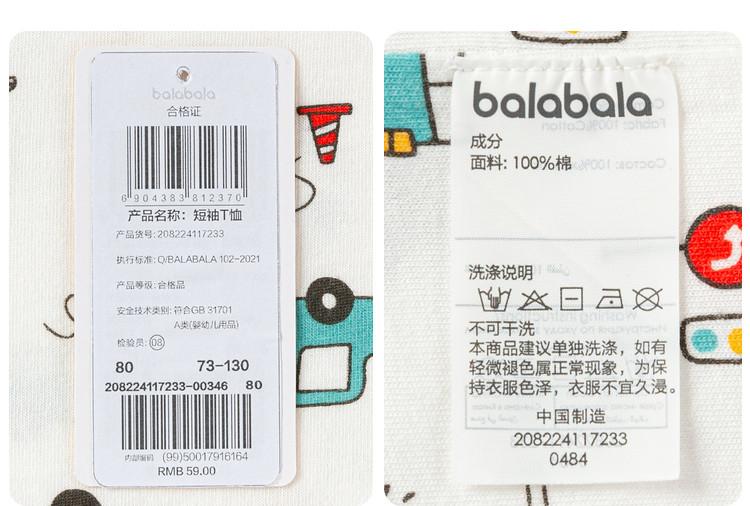 balabala
合格证
6 904383 812370
产品名称: 短袖T恤
产品货号: 208224117233
执行标准: Q/BALABALA 102-2021
产品等级: 合格品
安全技术类别: 符合GB 31701
A类(婴幼儿用品)
检验员: 08
80 73-130
208224117233-00346 80
内部编码 (99)50017916164
RMB 59.00
balabala
成分
面料: 100%棉
洗涤说明
不可干洗
本商品建议单独洗涤，如有
轻微褪色属正常现象，为保
持衣服色泽，衣服不宜久浸。
中国制造
208224117233
0484